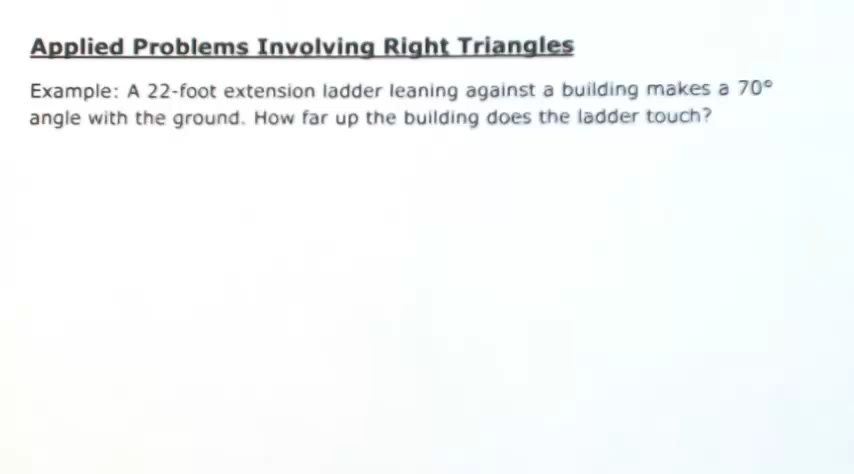 Applied Problems Involving Right Triangles
Example: A 22-foot extension ladder leaning against a building makes a 70°
angle with the ground. How far up the building does the ladder touch?